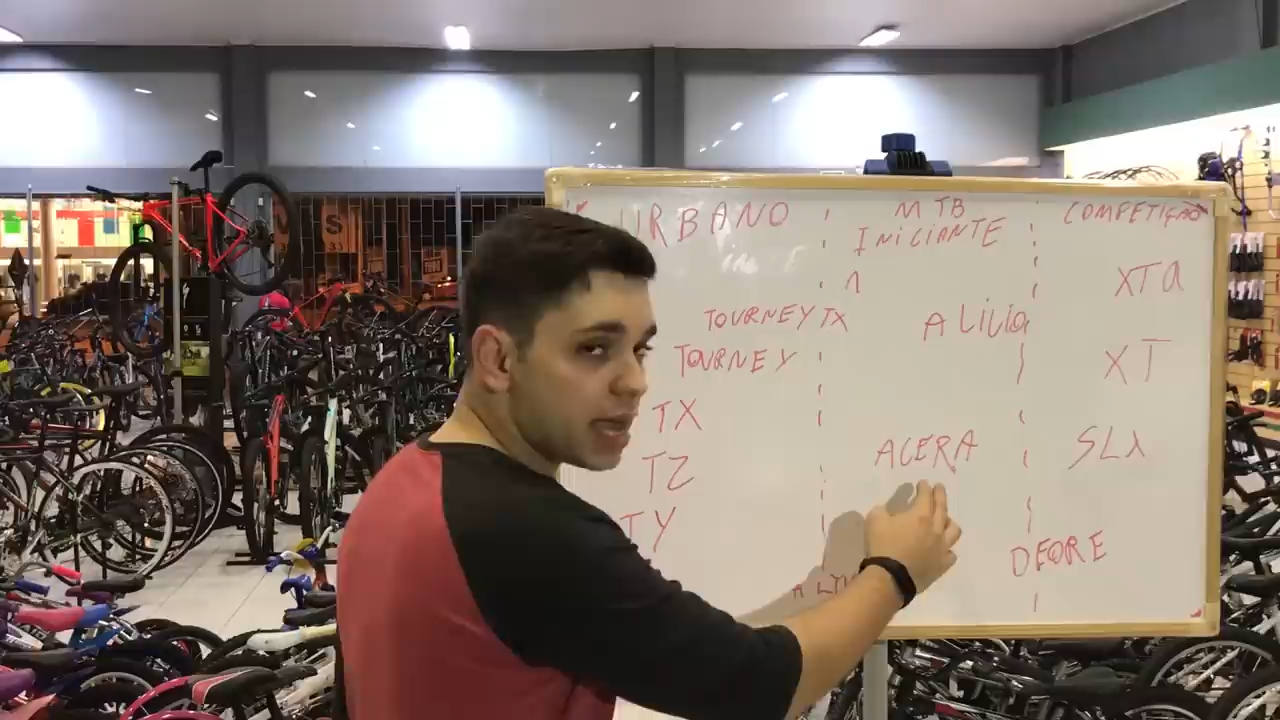 URBANO
MTB
INICIANTE
COMPETIÇÃO
TOURNEY TX
TOURNEY
TX
TZ
TY
ALIVIO
ACERA
XTR
XT
SLX
DEORE